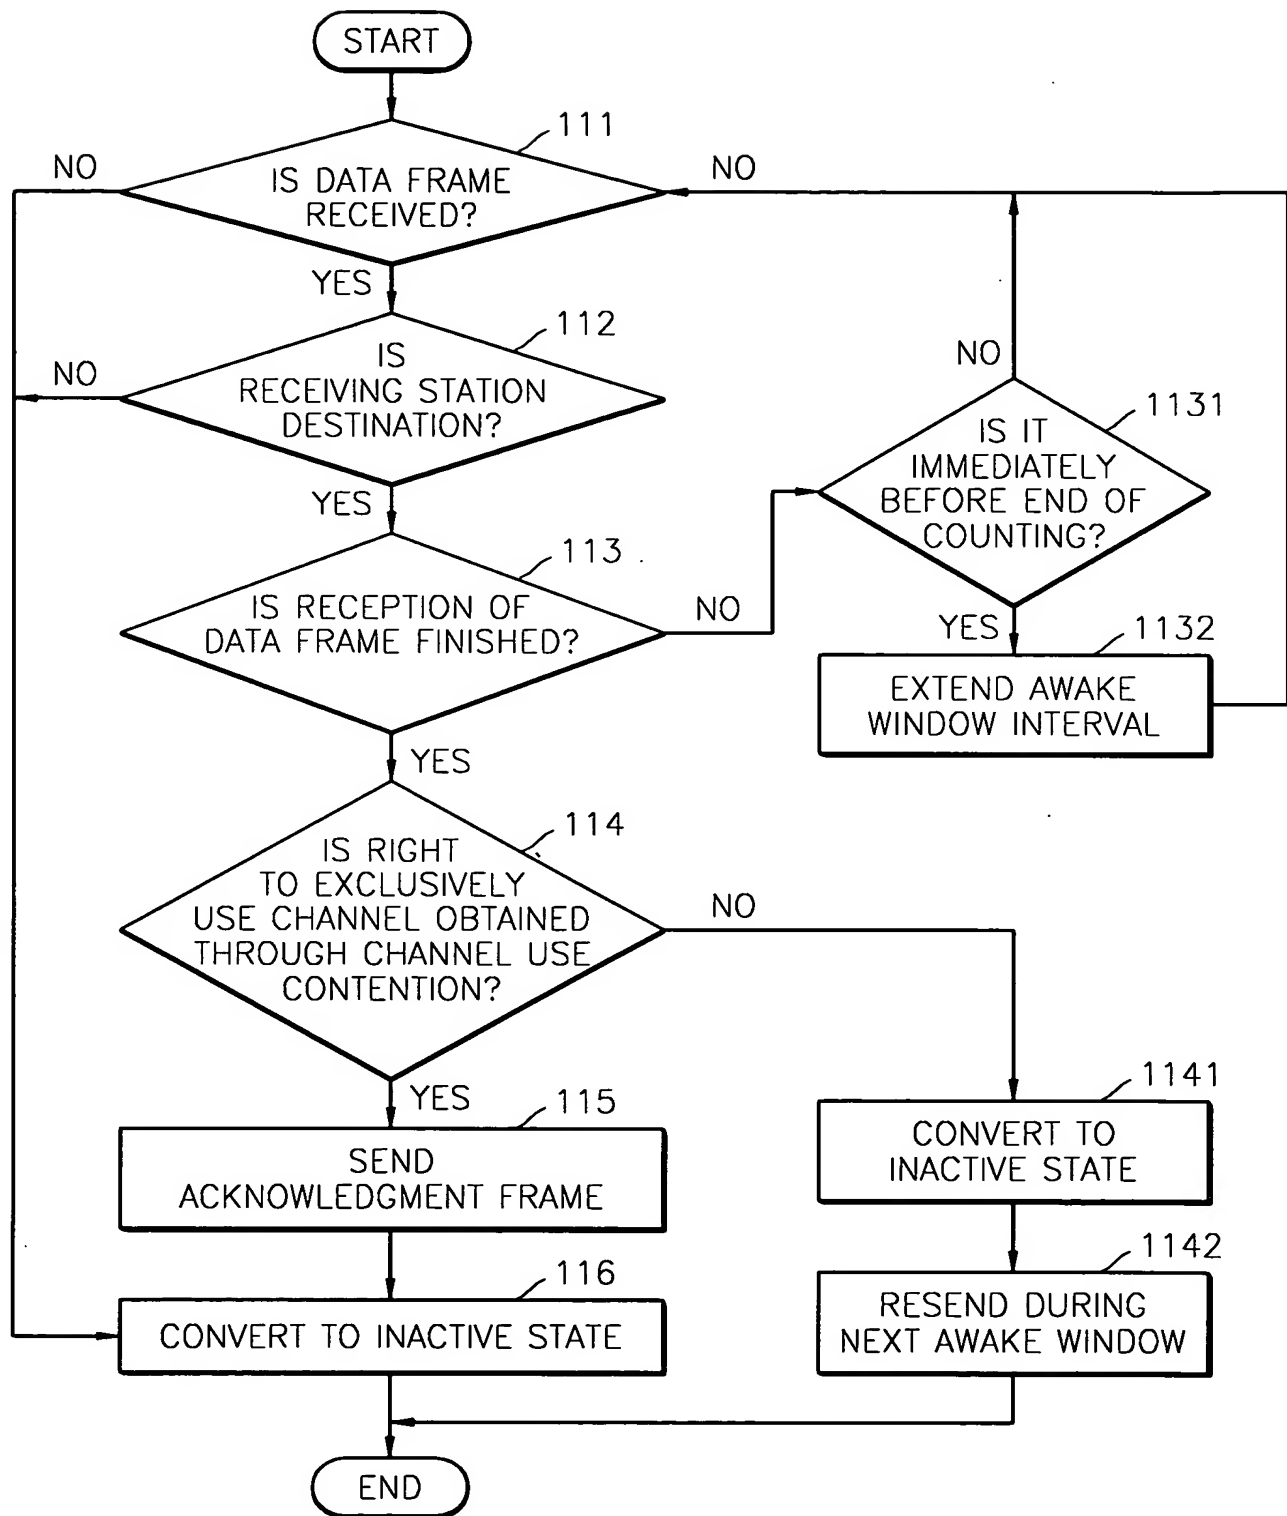 START
111
NO
IS DATA FRAME
RECEIVED?
NO
YES
112
NO
IS
RECEIVING STATION
DESTINATION?
NO
1131
IS IT
IMMEDIATELY
BEFORE END OF
COUNTING?
YES
113
IS RECEPTION OF
DATA FRAME FINISHED?
NO
YES
1132
EXTEND AWAKE
WINDOW INTERVAL
YES
114
IS RIGHT
TO EXCLUSIVELY
USE CHANNEL OBTAINED
THROUGH CHANNEL USE
CONTENTION?
NO
YES
115
SEND
ACKNOWLEDGMENT FRAME
1141
CONVERT TO
INACTIVE STATE
116
CONVERT TO INACTIVE STATE
1142
RESEND DURING
NEXT AWAKE WINDOW
END